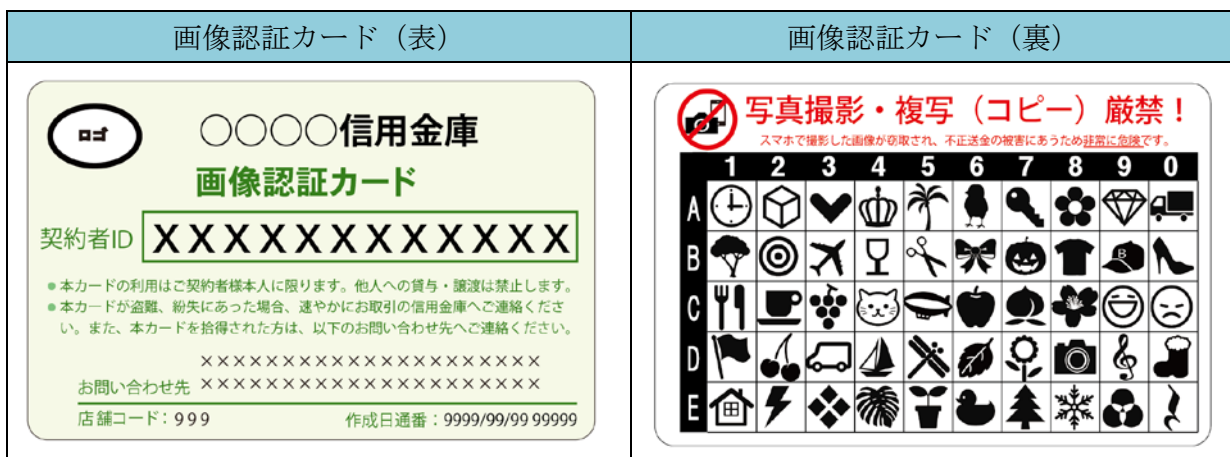 画像認証カード（表）
画像認証カード（裏）
ロゴ
○○○○信用金庫
画像認証カード
契約者ID XXXXXXXXXXXX
●本カードの利用はご契約者様本人に限ります。他人への貸与・譲渡は禁止します。
●本カードが盗難、紛失にあった場合、速やかにお取引の信用金庫へご連絡くださ
い。また、本カードを拾得された方は、以下のお問い合わせ先へご連絡ください。
×××××××××××××××××××××
お問い合わせ先 ×××××××××××××××××××××
店舗コード：999 作成日通番：9999/99/99 99999
写真撮影・複写（コピー）厳禁！
スマホで撮影した画像が窃取され、不正送金の被害にあうため非常に危険です。
1 2 3 4 5 6 7 8 9 0
A
B
B
C
D
E